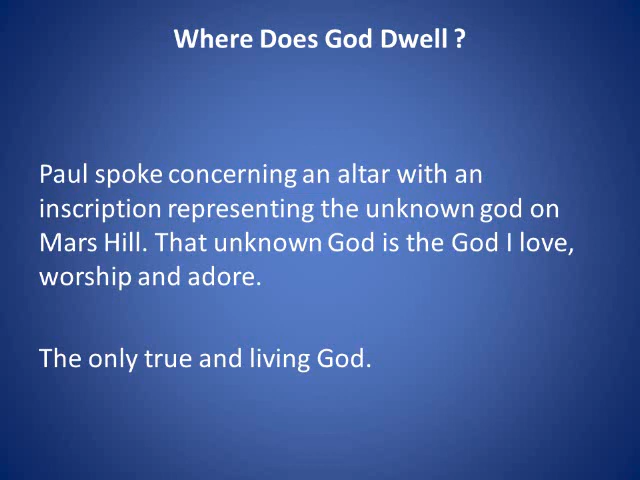 Where Does God Dwell ?
Paul spoke concerning an altar with an
inscription representing the unknown god on
Mars Hill. That unknown God is the God I love,
worship and adore.
The only true and living God.